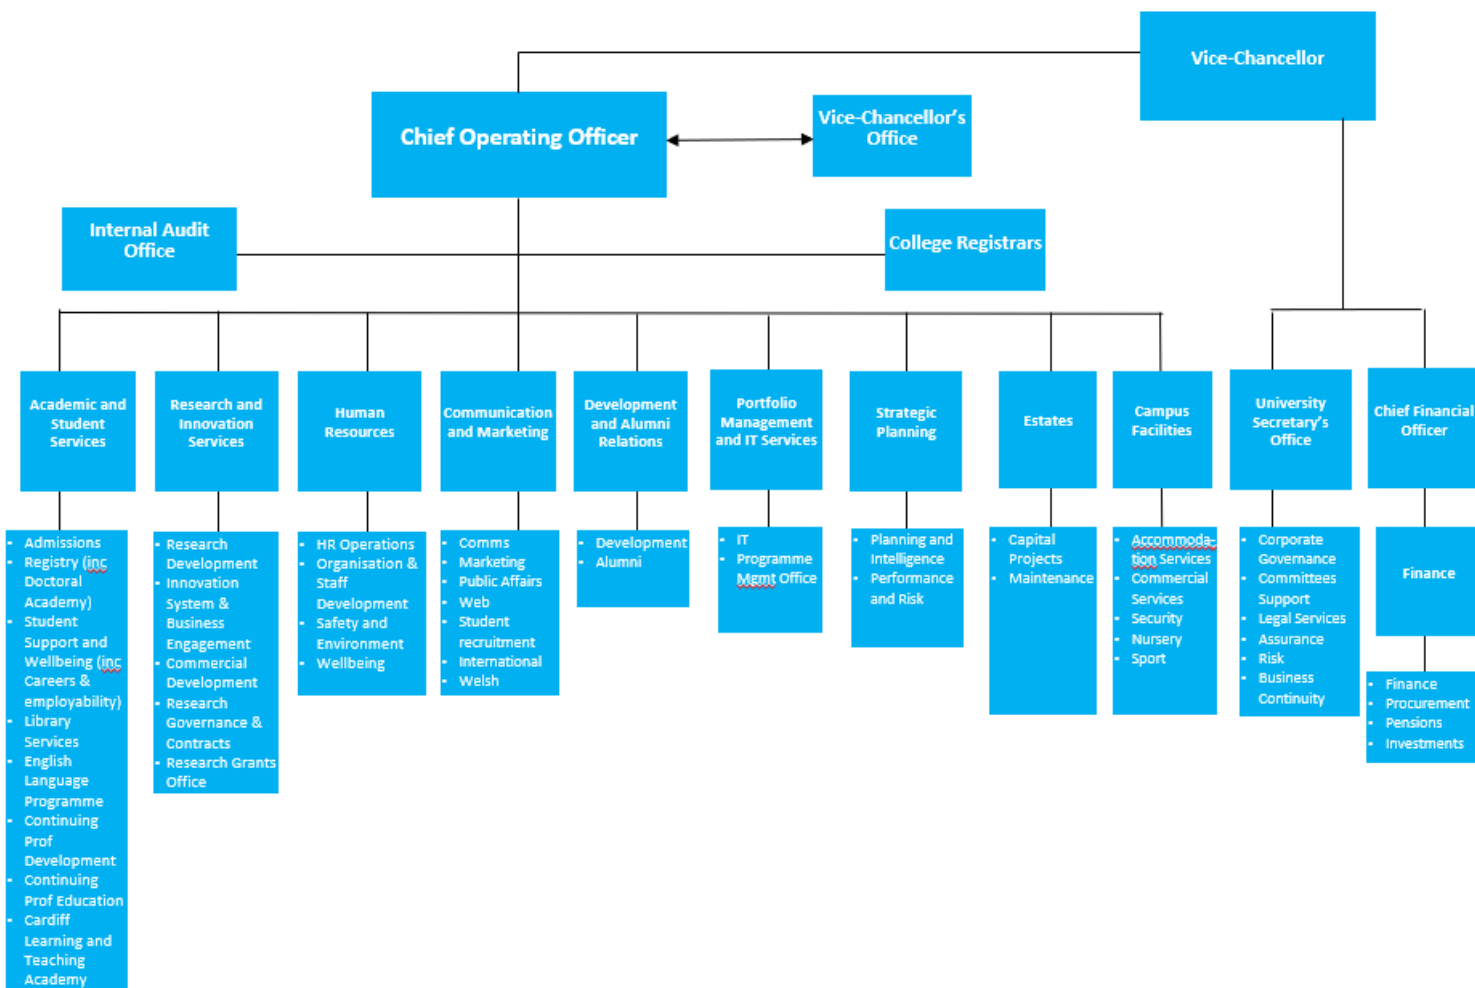 Vice-Chancellor
Chief Operating Officer
Vice-Chancellor's
Office
Internal Audit
Office
College Registrars
Academic and
Student
Services
Research and
Innovation
Services
Human
Resources
Communication
and Marketing
Development
and Alumni
Relations
Portfolio
Management
and IT Services
Strategic
Planning
Estates
Campus
Facilities
University
Secretary's
Office
Chief Financial
Officer
▪ Admissions
▪ Registry (inc
Doctoral
Academy)
▪ Student
Support and
Wellbeing (inc
Careers &
employability)
▪ Library
Services
▪ English
Language
Programme
▪ Continuing
Prof
Development
▪ Continuing
Prof Education
▪ Cardiff
Learning and
Teaching
Academy
▪ Research
Development
▪ Innovation
System &
Business
Engagement
▪ Commercial
Development
▪ Research
Governance &
Contracts
▪ Research Grants
Office
▪ HR Operations
▪ Organisation &
Staff
Development
▪ Safety and
Environment
▪ Wellbeing
▪ Comms
▪ Marketing
▪ Public Affairs
▪ Web
▪ Student
recruitment
▪ International
▪ Welsh
▪ Development
▪ Alumni
▪ IT
▪ Programme
Mgmt Office
▪ Planning and
Intelligence
▪ Performance
and Risk
▪ Capital
Projects
▪ Maintenance
▪ Accommoda-
tion Services
▪ Commercial
Services
▪ Security
▪ Nursery
▪ Sport
▪ Corporate
Governance
▪ Committees
Support
▪ Legal Services
▪ Assurance
▪ Risk
▪ Business
Continuity
Finance
▪ Finance
▪ Procurement
▪ Pensions
▪ Investments